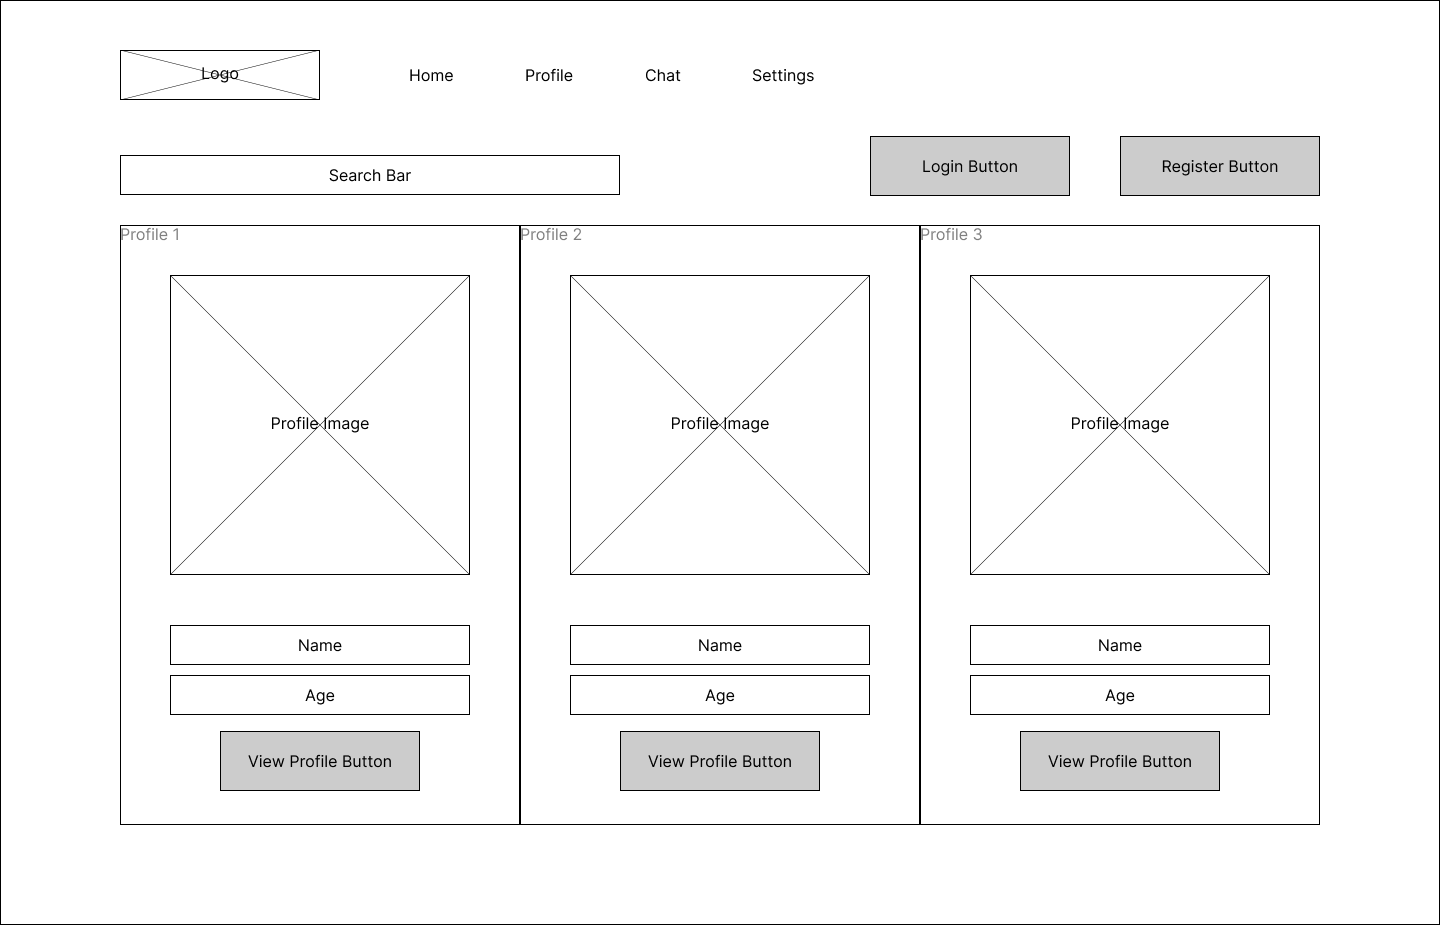 Logo
Home
Profile
Chat
Settings
Search Bar
Login Button
Register Button
Profile 1
Profile Image
Name
Age
View Profile Button
Profile 2
Profile Image
Name
Age
View Profile Button
Profile 3
Profile Image
Name
Age
View Profile Button